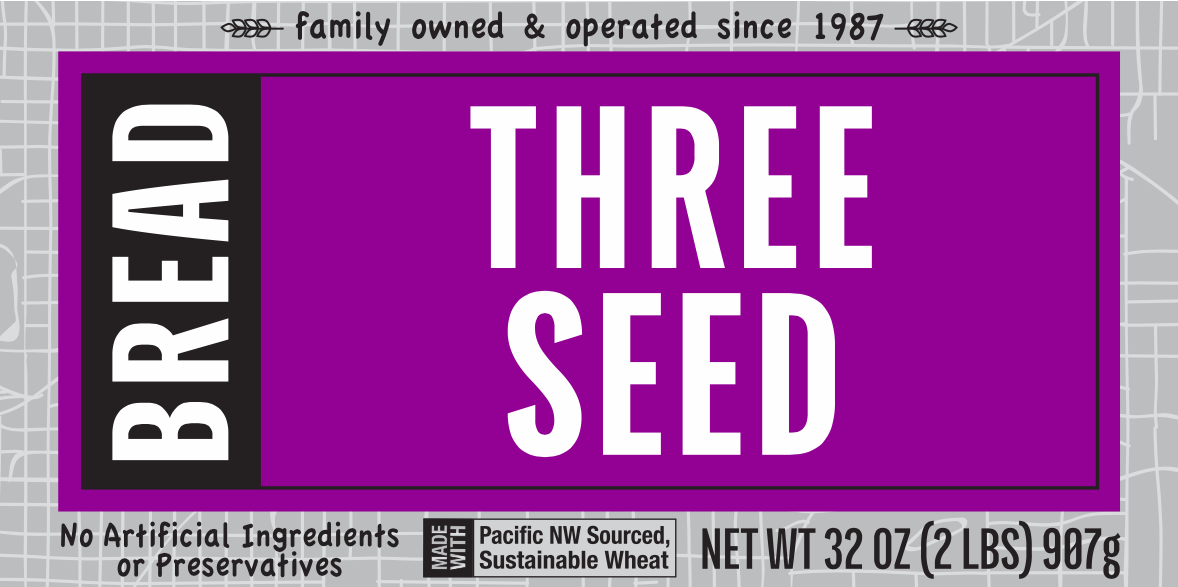 family owned & operated since 1987
BREAD
THREE
SEED
No Artificial Ingredients
or Preservatives
MADE
WITH
Pacific NW Sourced,
Sustainable Wheat
NET WT 32 OZ (2 LBS) 907g